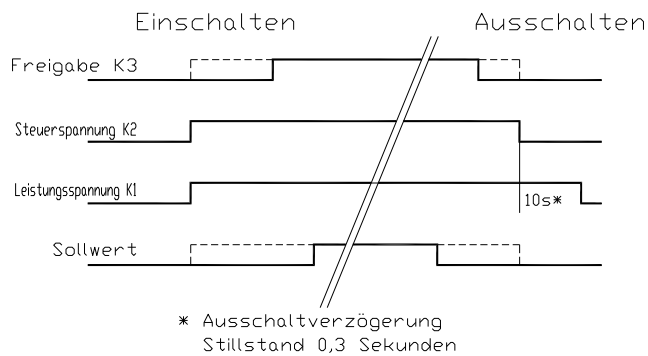 Einschalten
Ausschalten
Freigabe K3
Steuerspannung K2
Leistungsspannung K1
10s*
Sollwert
* Ausschaltverzögerung
Stillstand 0,3 Sekunden